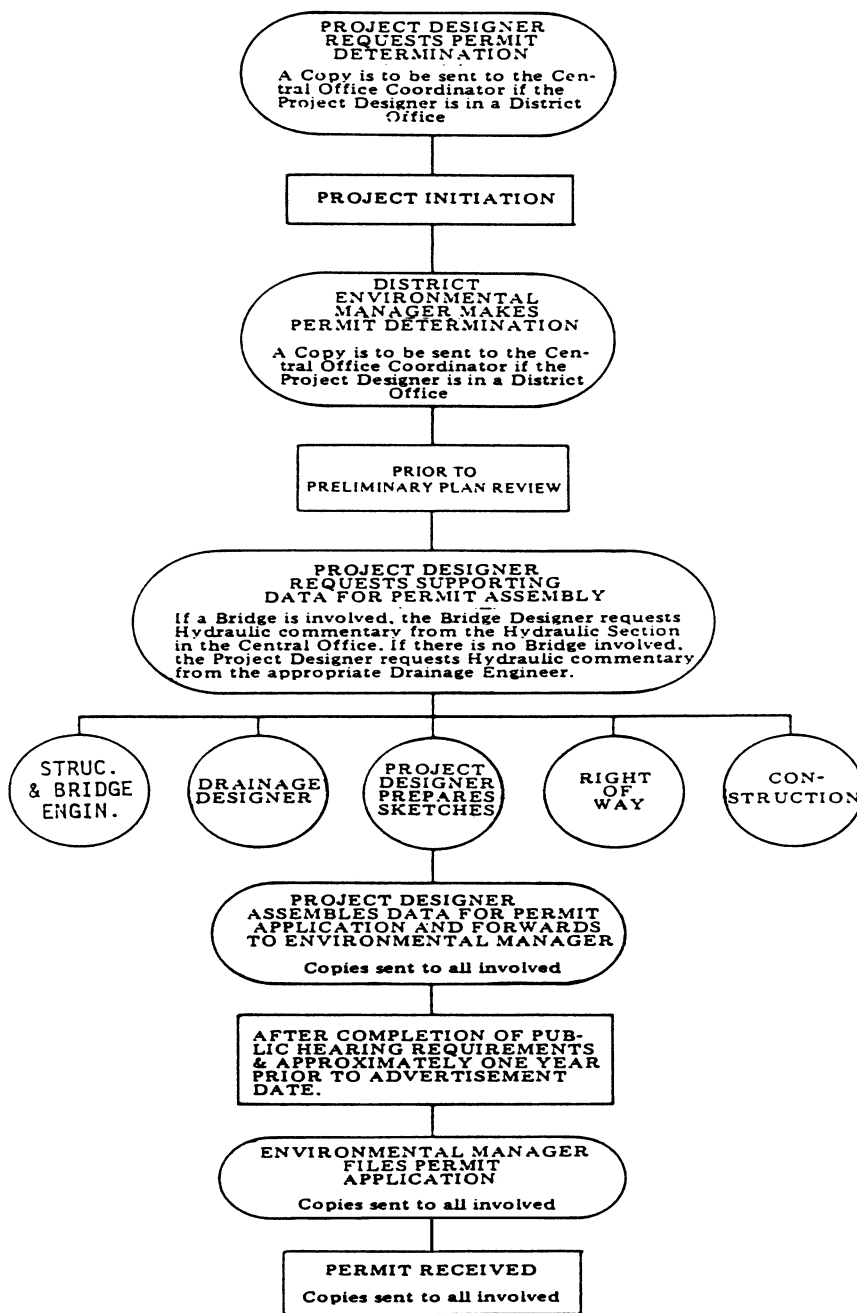 PROJECT DESIGNER
REQUESTS PERMIT
DETERMINATION
A Copy is to be sent to the Cen-
tral Office Coordinator if the
Project Designer is in a District
Office
PROJECT INITIATION
DISTRICT
ENVIRONMENTAL
MANAGER MAKES
PERMIT DETERMINATION
A Copy is to be sent to the Cen-
tral Office Coordinator if the
Project Designer is in a District
Office
PRIOR TO
PRELIMINARY PLAN REVIEW
PROJECT DESIGNER
REQUESTS SUPPORTING
DATA FOR PERMIT ASSEMBLY
If a Bridge is involved, the Bridge Designer requests
Hydraulic commentary from the Hydraulic Section
in the Central Office. If there is no Bridge involved,
the Project Designer requests Hydraulic commentary
from the appropriate Drainage Engineer.
STRUC.
& BRIDGE
ENGIN.
DRAINAGE
DESIGNER
PROJECT
DESIGNER
PREPARES
SKETCHES
RIGHT
OF
WAY
CON-
STRUCTION
PROJECT DESIGNER
ASSEMBLES DATA FOR PERMIT
APPLICATION AND FORWARDS
TO ENVIRONMENTAL MANAGER
Copies sent to all involved
AFTER COMPLETION OF PUB-
LIC HEARING REQUIREMENTS
& APPROXIMATELY ONE YEAR
PRIOR TO ADVERTISEMENT
DATE.
ENVIRONMENTAL MANAGER
FILES PERMIT
APPLICATION
Copies sent to all involved
PERMIT RECEIVED
Copies sent to all involved